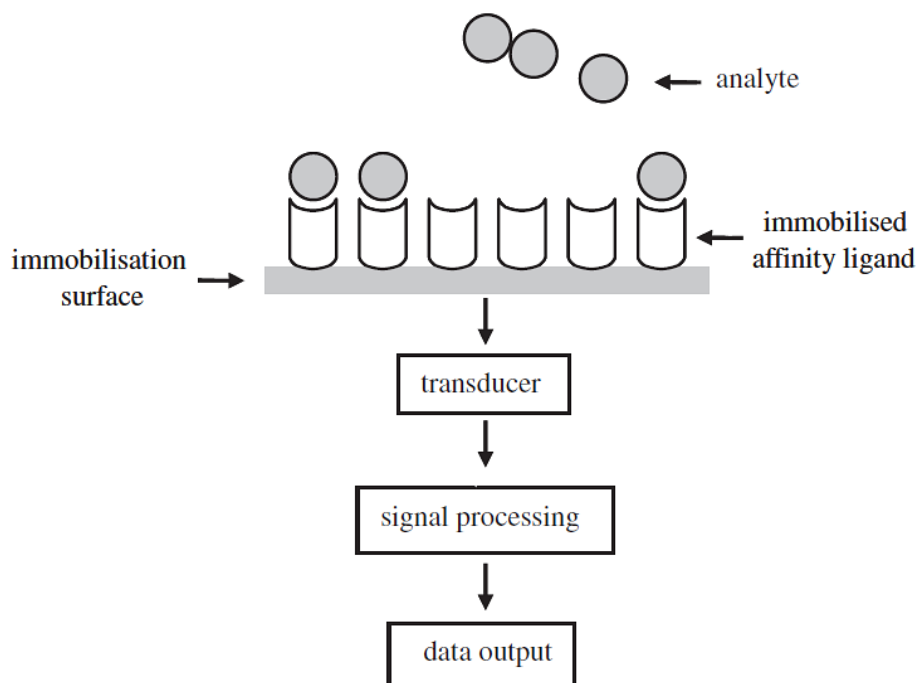 analyte
immobilised
affinity ligand
immobilisation
surface
transducer
signal processing
data output